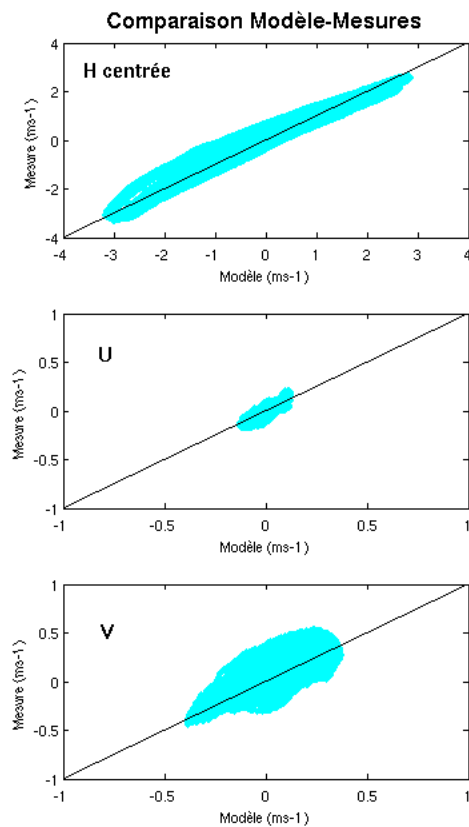 Comparaison Modèle-Mesures
H centrée
Mesure (ms-1)
4
2
0
-2
-4
-4 -3 -2 -1 0 1 2 3 4
Modèle (ms-1)
U
Mesure (ms-1)
1
0.5
0
-0.5
-1
-1 -0.5 0 0.5 1
Modèle (ms-1)
V
Mesure (ms-1)
1
0.5
0
-0.5
-1
-1 -0.5 0 0.5 1
Modèle (ms-1)